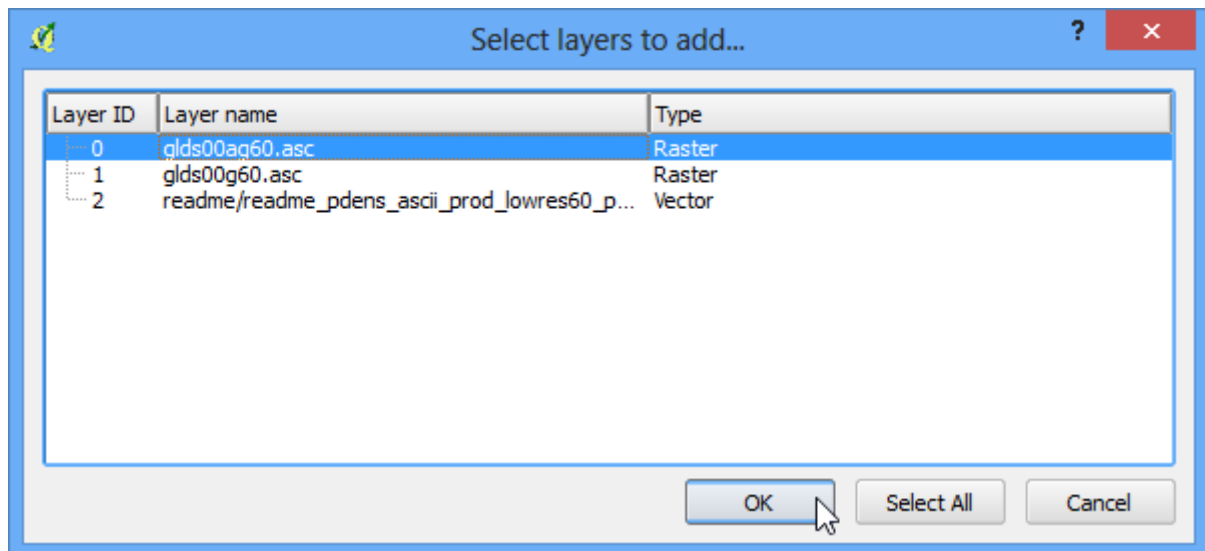 Select layers to add...
?
Layer ID Layer name Type
0 glds00ag60.asc Raster
1 glds00g60.asc Raster
2 readme/readme_pdens_ascii_prod_lowres60_p... Vector
OK Select All Cancel